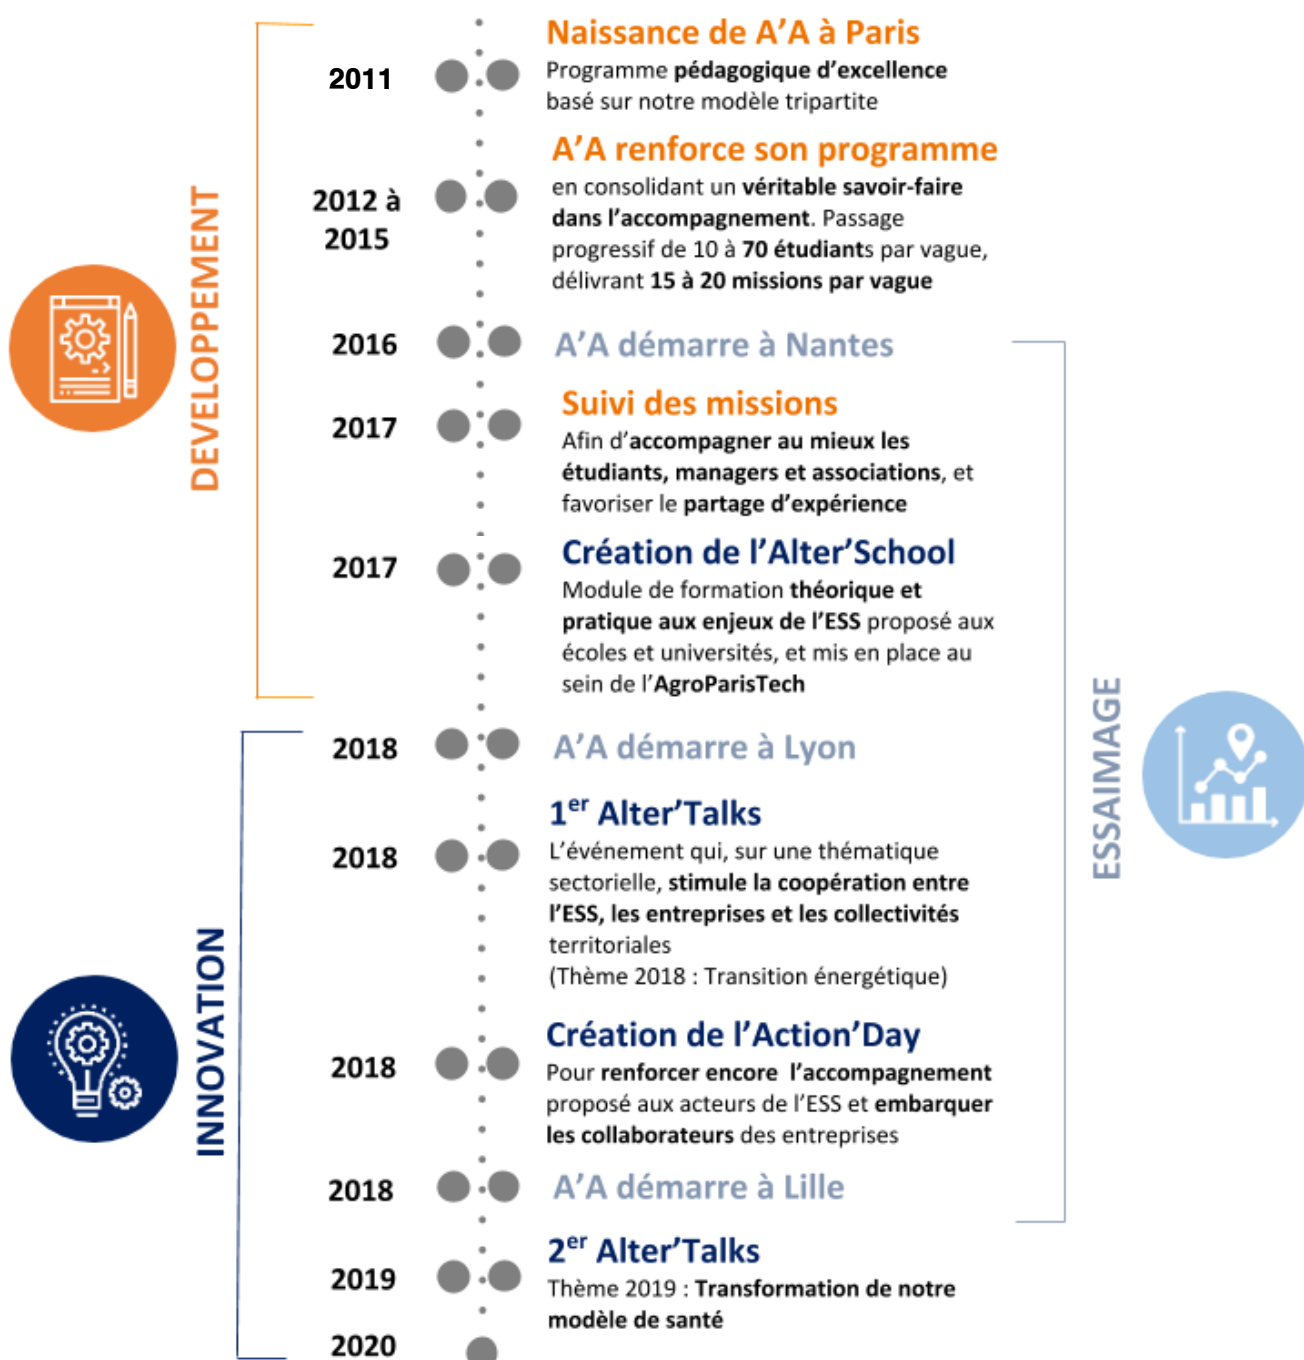 Naissance de A'A à Paris
2011
Programme pédagogique d'excellence
basé sur notre modèle tripartite
A'A renforce son programme
2012 à
2015
en consolidant un véritable savoir-faire
dans l'accompagnement. Passage
progressif de 10 à 70 étudiants par vague,
délivrant 15 à 20 missions par vague
DEVELOPPEMENT
2016
A'A démarre à Nantes
2017
Suivi des missions
Afin d'accompagner au mieux les
étudiants, managers et associations, et
favoriser le partage d'expérience
2017
Création de l'Alter'School
Module de formation théorique et
pratique aux enjeux de l'ESS proposé aux
écoles et universités, et mis en place au
sein de l'AgroParisTech
ESSAIMAGE
2018
A'A démarre à Lyon
2018
1er Alter'Talks
L'événement qui, sur une thématique
sectorielle, stimule la coopération entre
l'ESS, les entreprises et les collectivités
territoriales
(Thème 2018 : Transition énergétique)
INNOVATION
2018
Création de l'Action'Day
Pour renforcer encore l'accompagnement
proposé aux acteurs de l'ESS et embarquer
les collaborateurs des entreprises
2018
A'A démarre à Lille
2019
2er Alter'Talks
Thème 2019 : Transformation de notre
modèle de santé
2020